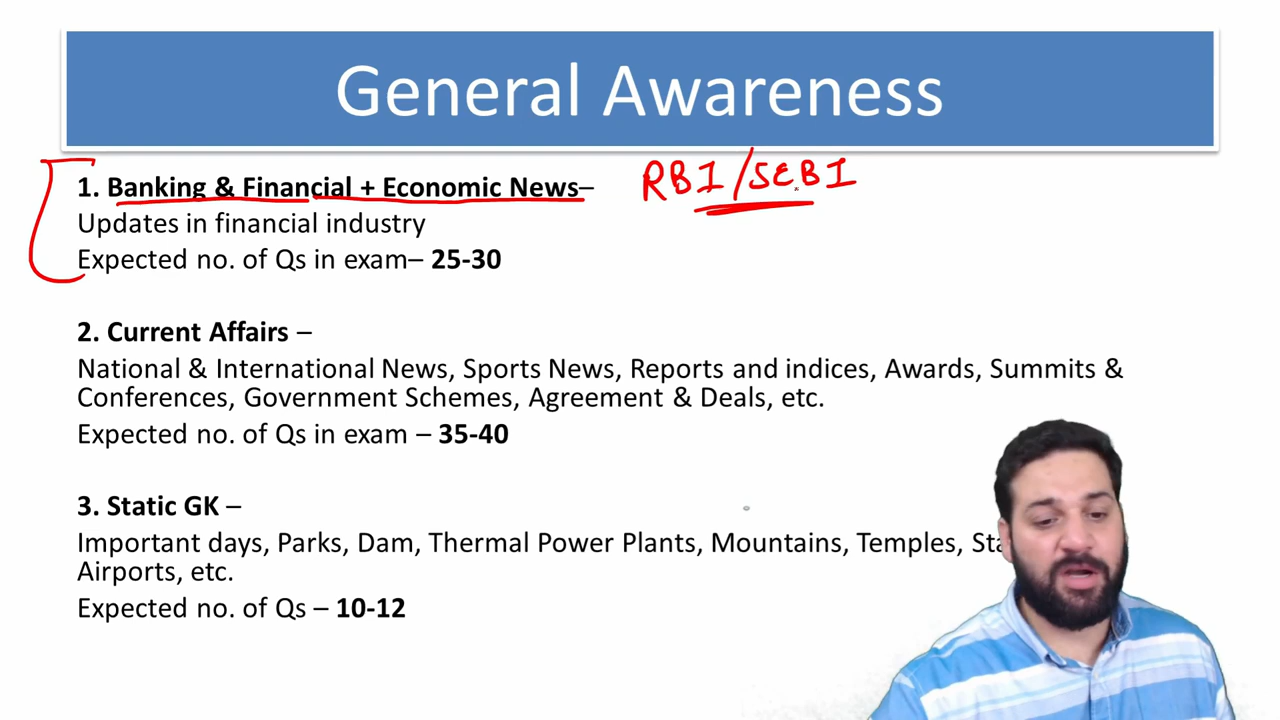 General Awareness
1. Banking & Financial + Economic News–
RBI/SEBI
Updates in financial industry
Expected no. of Qs in exam– 25-30
2. Current Affairs –
National & International News, Sports News, Reports and indices, Awards, Summits &
Conferences, Government Schemes, Agreement & Deals, etc.
Expected no. of Qs in exam – 35-40
3. Static GK –
Important days, Parks, Dam, Thermal Power Plants, Mountains, Temples,
Airports, etc.
Expected no. of Qs – 10-12